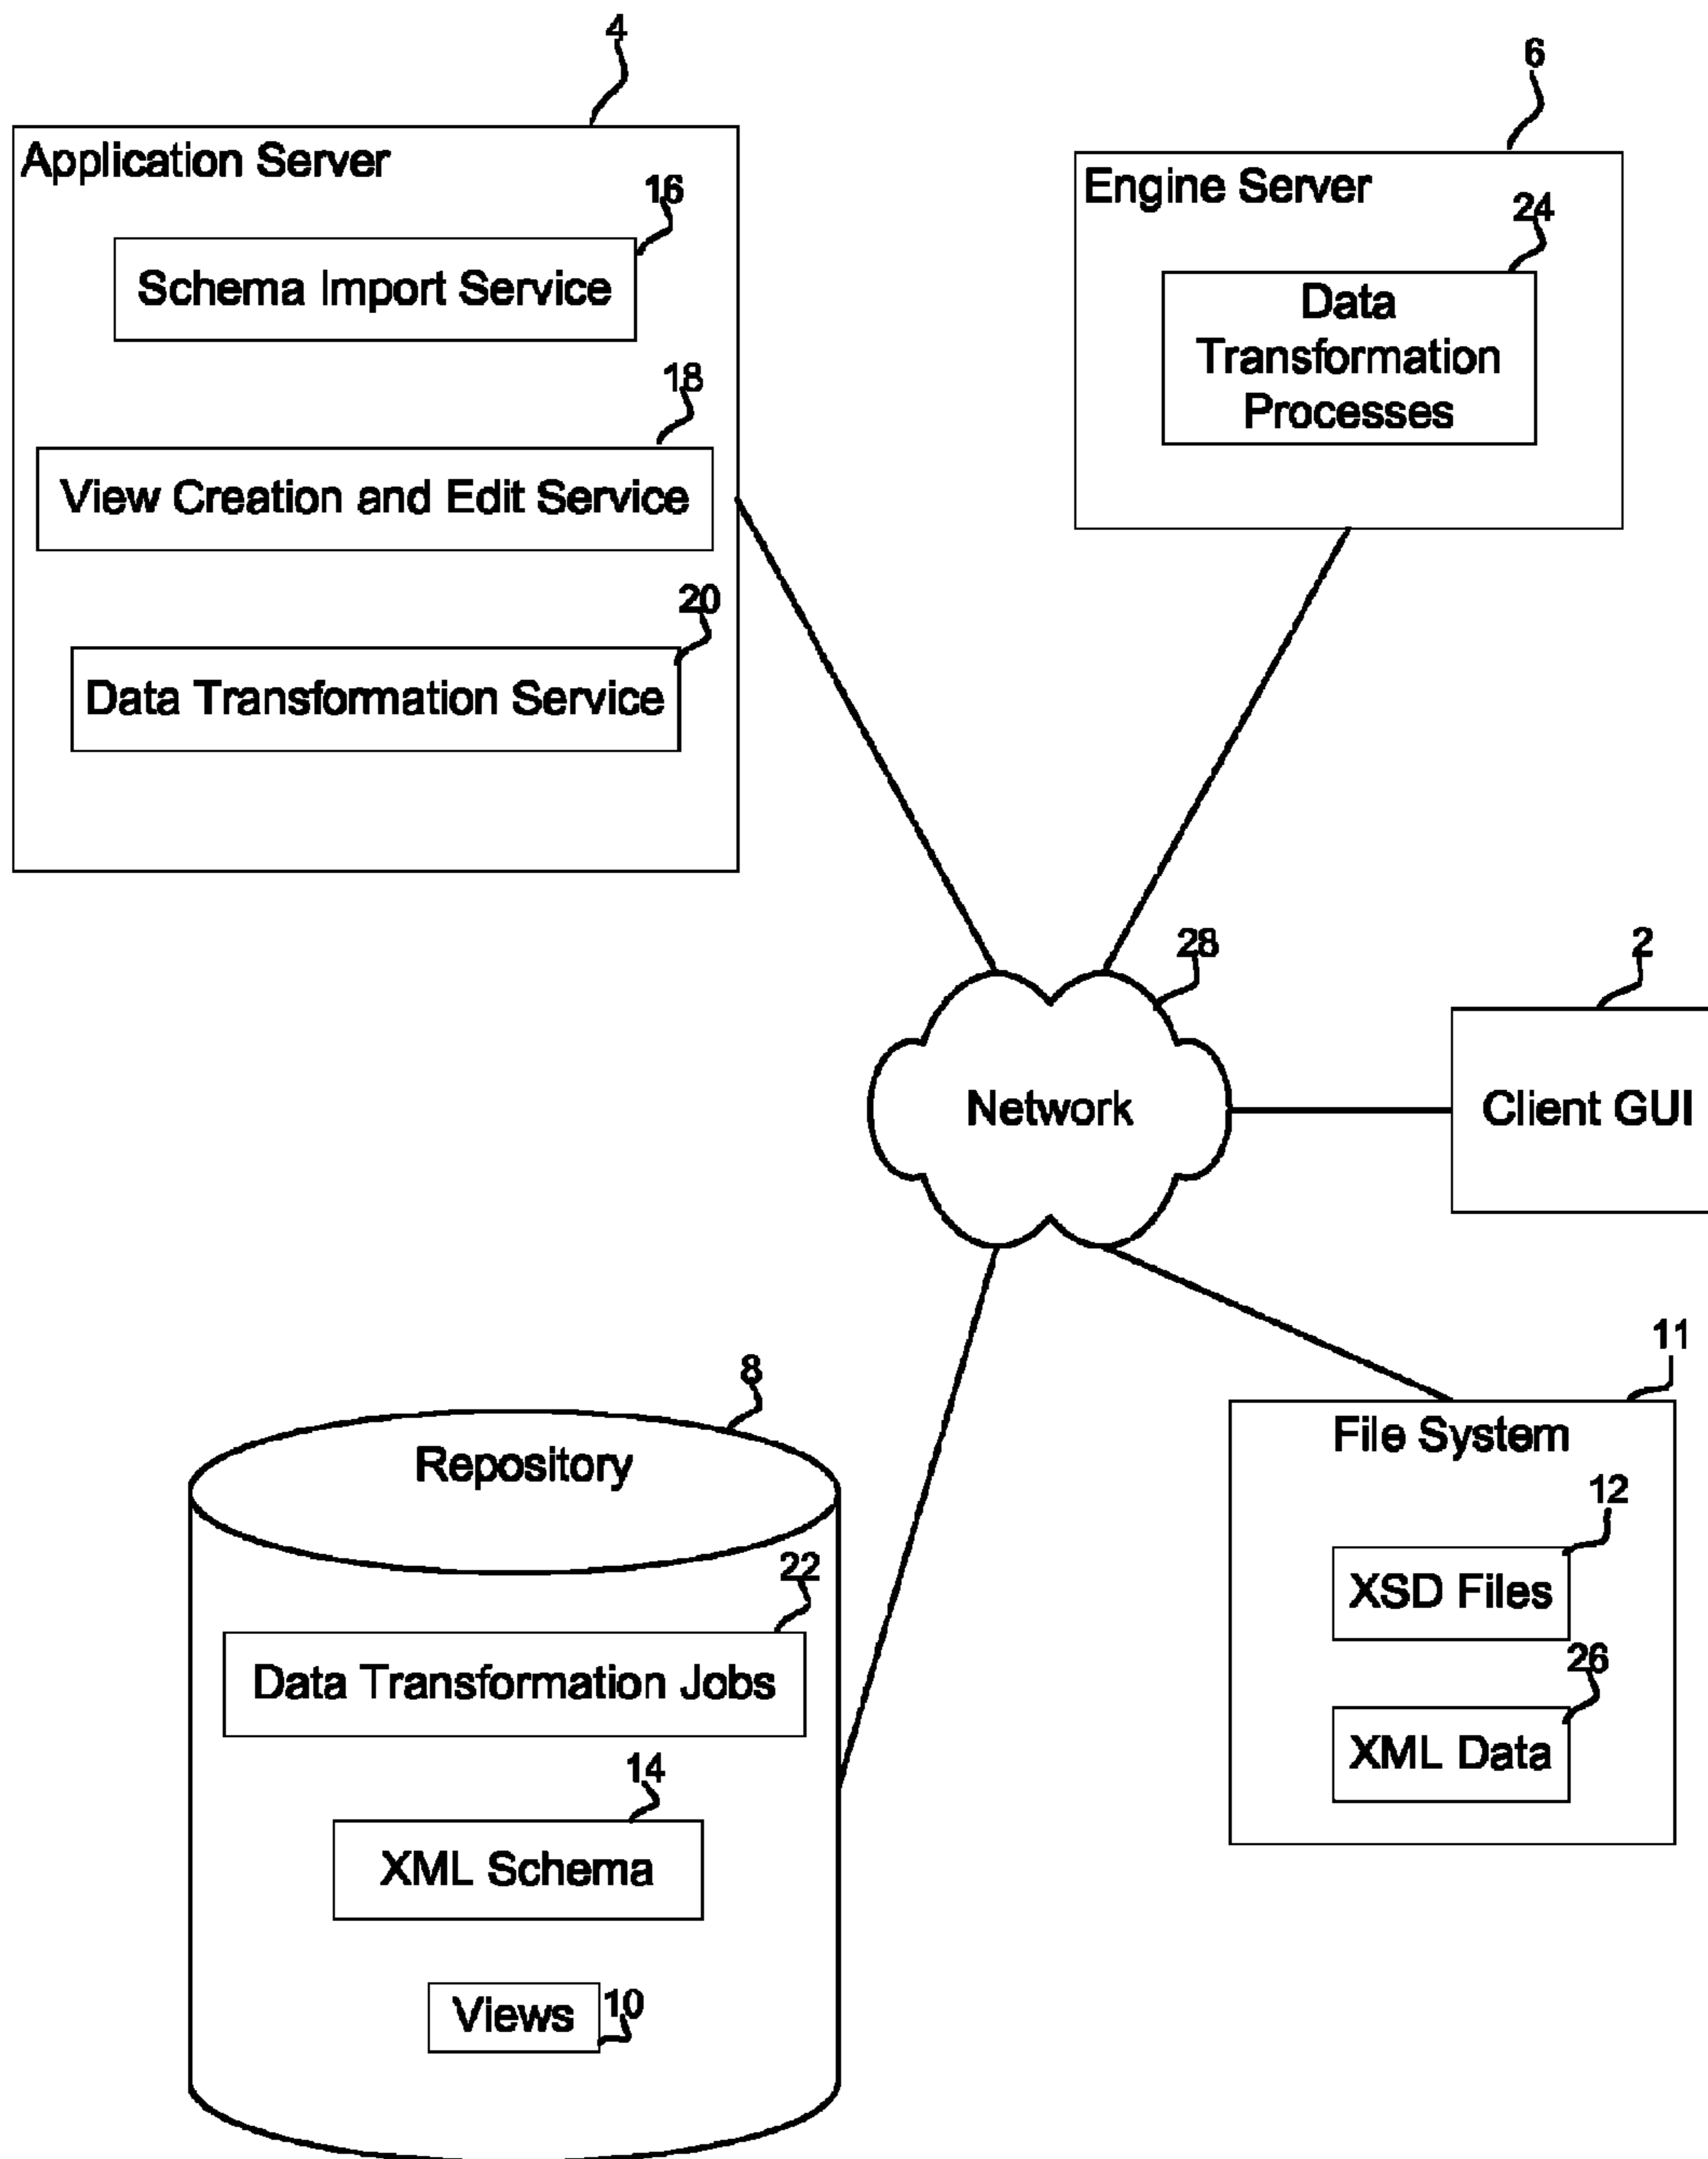 4
Application Server
16
Schema Import Service
18
View Creation and Edit Service
20
Data Transformation Service
6
Engine Server
24
Data
Transformation
Processes
28
Network
2
Client GUI
8
Repository
22
Data Transformation Jobs
14
XML Schema
Views
10
11
File System
12
XSD Files
26
XML Data